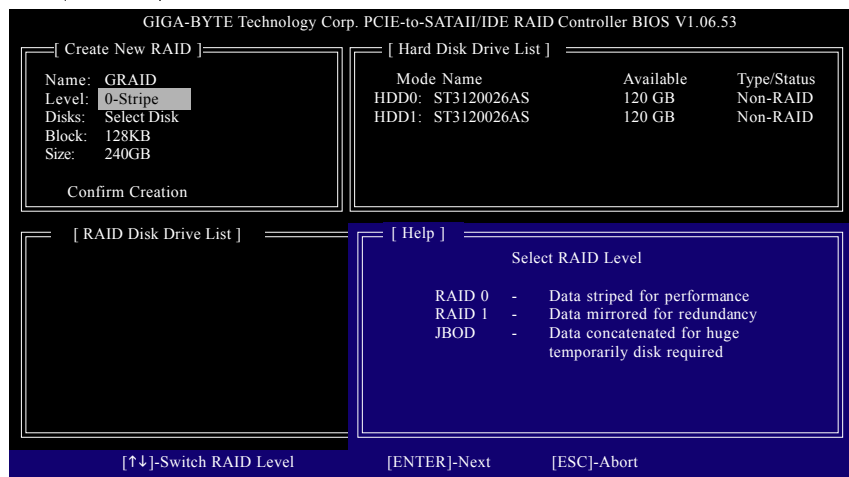 GIGA-BYTE Technology Corp. PCIE-to-SATAII/IDE RAID Controller BIOS V1.06.53
[ Create New RAID ]
Name: GRAID
Level: 0-Stripe
Disks: Select Disk
Block: 128KB
Size: 240GB
Confirm Creation
[ Hard Disk Drive List ]
Mode Name Available Type/Status
HDD0: ST3120026AS 120 GB Non-RAID
HDD1: ST3120026AS 120 GB Non-RAID
[ RAID Disk Drive List ]
[ Help ]
Select RAID Level
RAID 0 - Data striped for performance
RAID 1 - Data mirrored for redundancy
JBOD - Data concatenated for huge
temporarily disk required
[↑↓]-Switch RAID Level [ENTER]-Next [ESC]-Abort